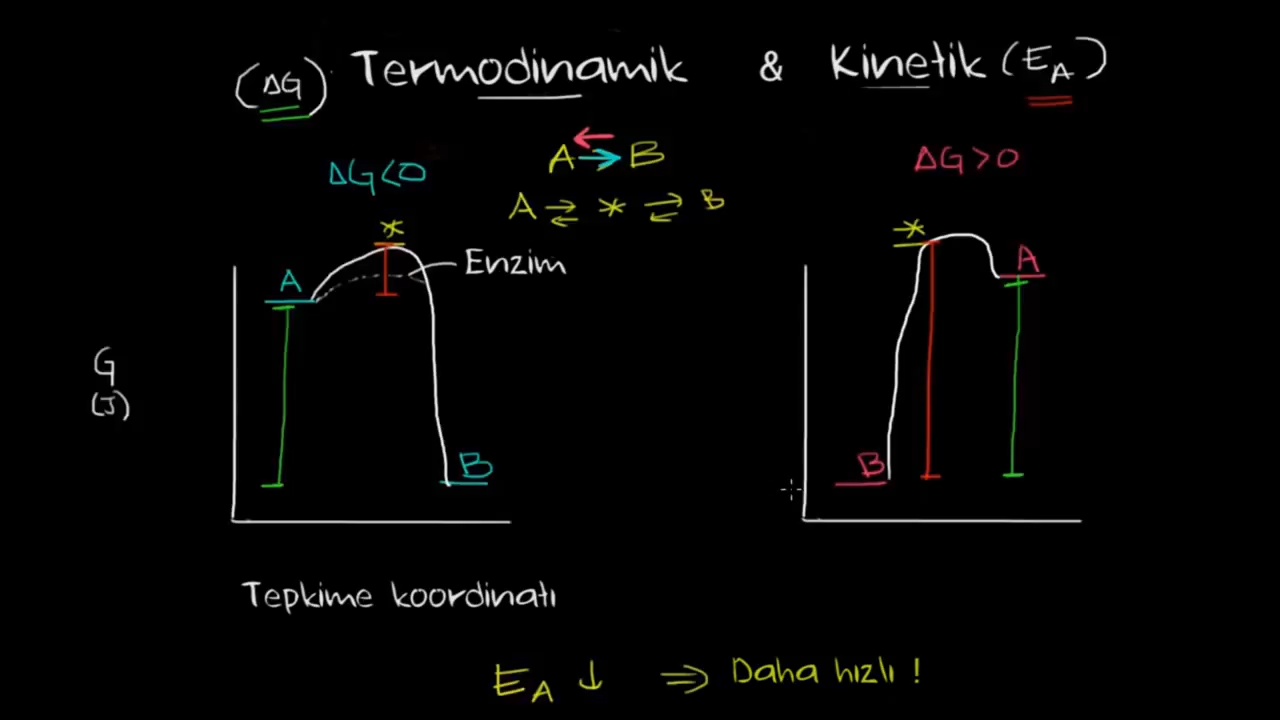 (ΔG) Termodinamik & Kinetik (EA)
ΔG<0
A ⇄ B
ΔG>0
A ⇄ * ⇄ B
*
Enzim
A
*
A
G
(J)
B
B
Tepkime koordinatı
EA ↓ ⇒ Daha hızlı !